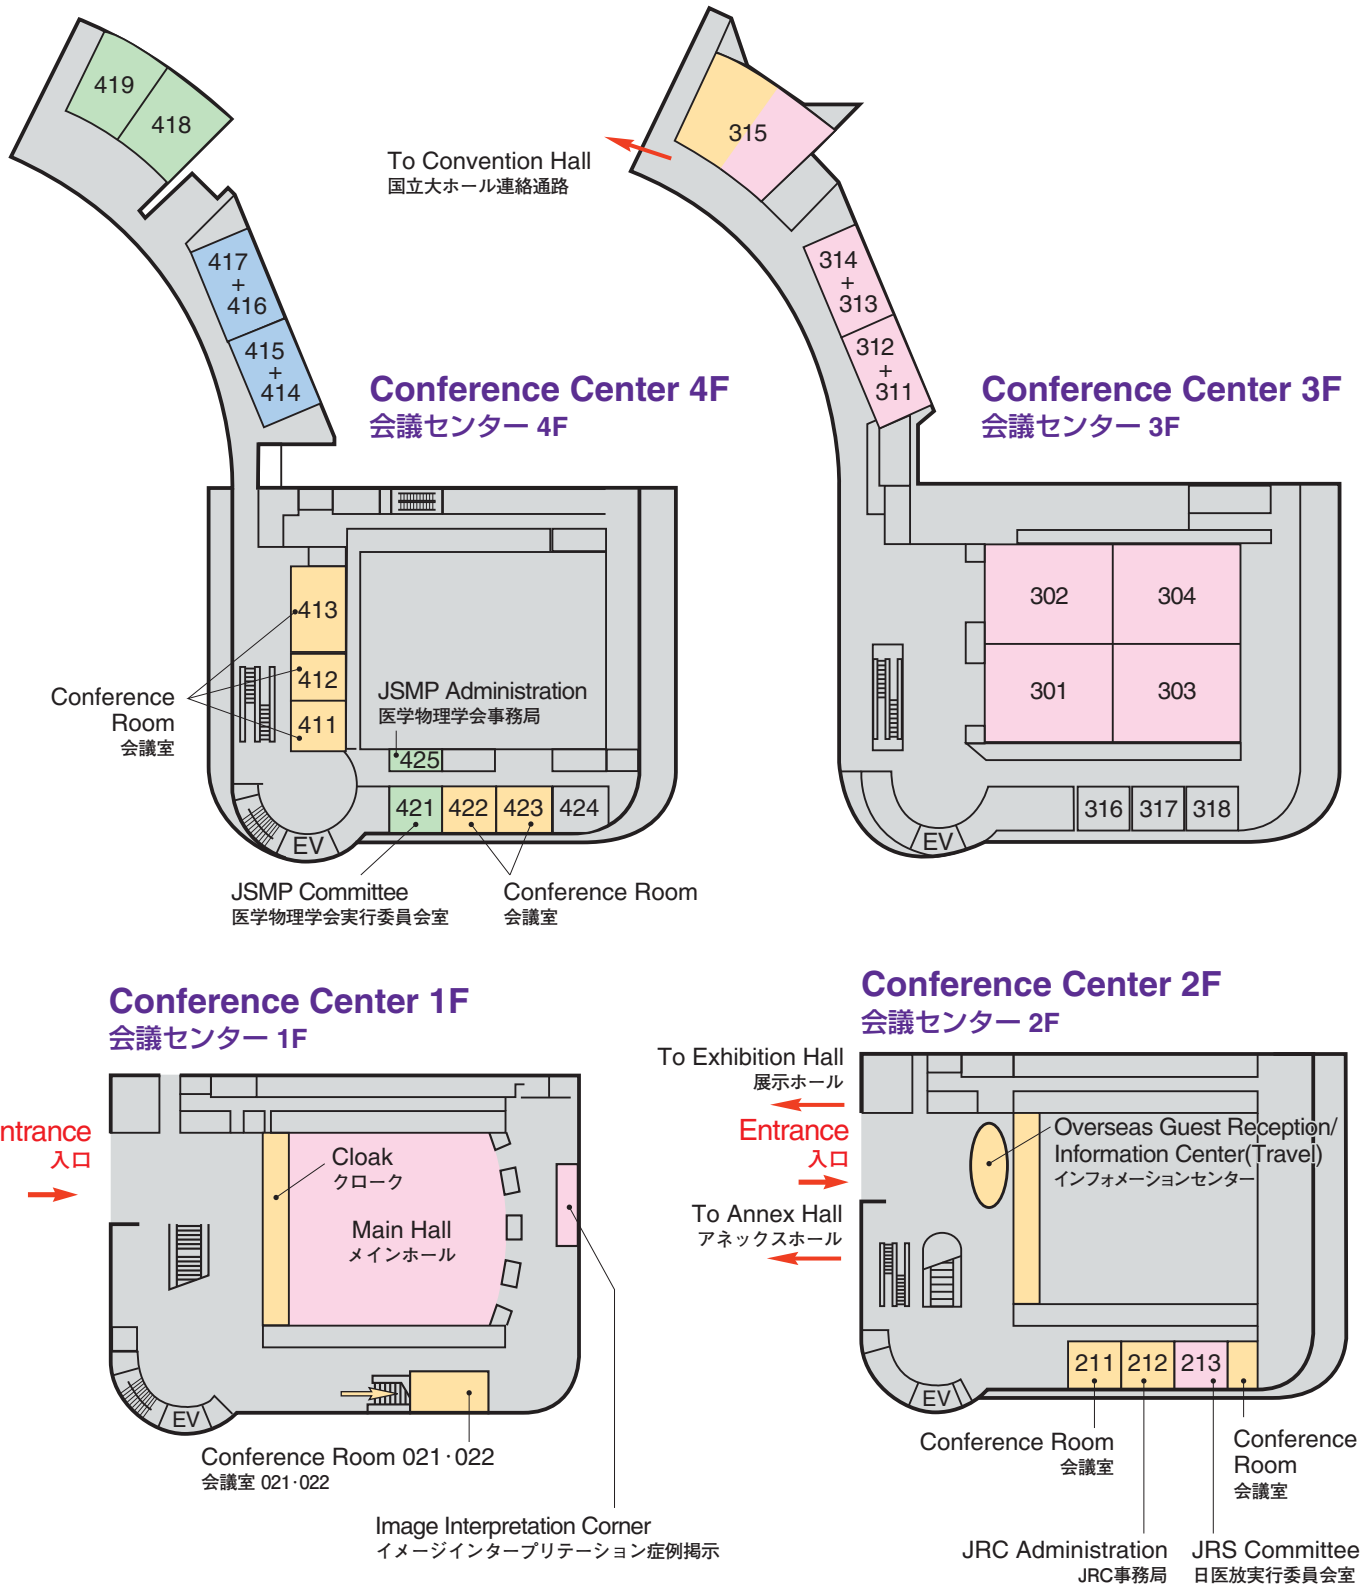 419
418
417
+
416
415
+
414
Conference Center 4F
会議センター 4F
413
412
411
Conference
Room
会議室
JSMP Administration
医学物理学会事務局
425
421
422
423
424
EV
JSMP Committee
医学物理学会実行委員会室
Conference Room
会議室
To Convention Hall
国立大ホール連絡通路
315
314
+
313
312
+
311
Conference Center 3F
会議センター 3F
302
304
301
303
316
317
318
EV
Conference Center 1F
会議センター 1F
ntrance
入口
Cloak
クローク
Main Hall
メインホール
EV
Conference Room 021·022
会議室 021·022
Image Interpretation Corner
イメージインタープリテーション症例掲示
Conference Center 2F
会議センター 2F
To Exhibition Hall
展示ホール
Entrance
入口
To Annex Hall
アネックスホール
Overseas Guest Reception/
Information Center(Travel)
インフォメーションセンター
211
212
213
EV
Conference Room
会議室
Conference
Room
会議室
JRC Administration
JRC事務局
JRS Committee
日医放実行委員会室